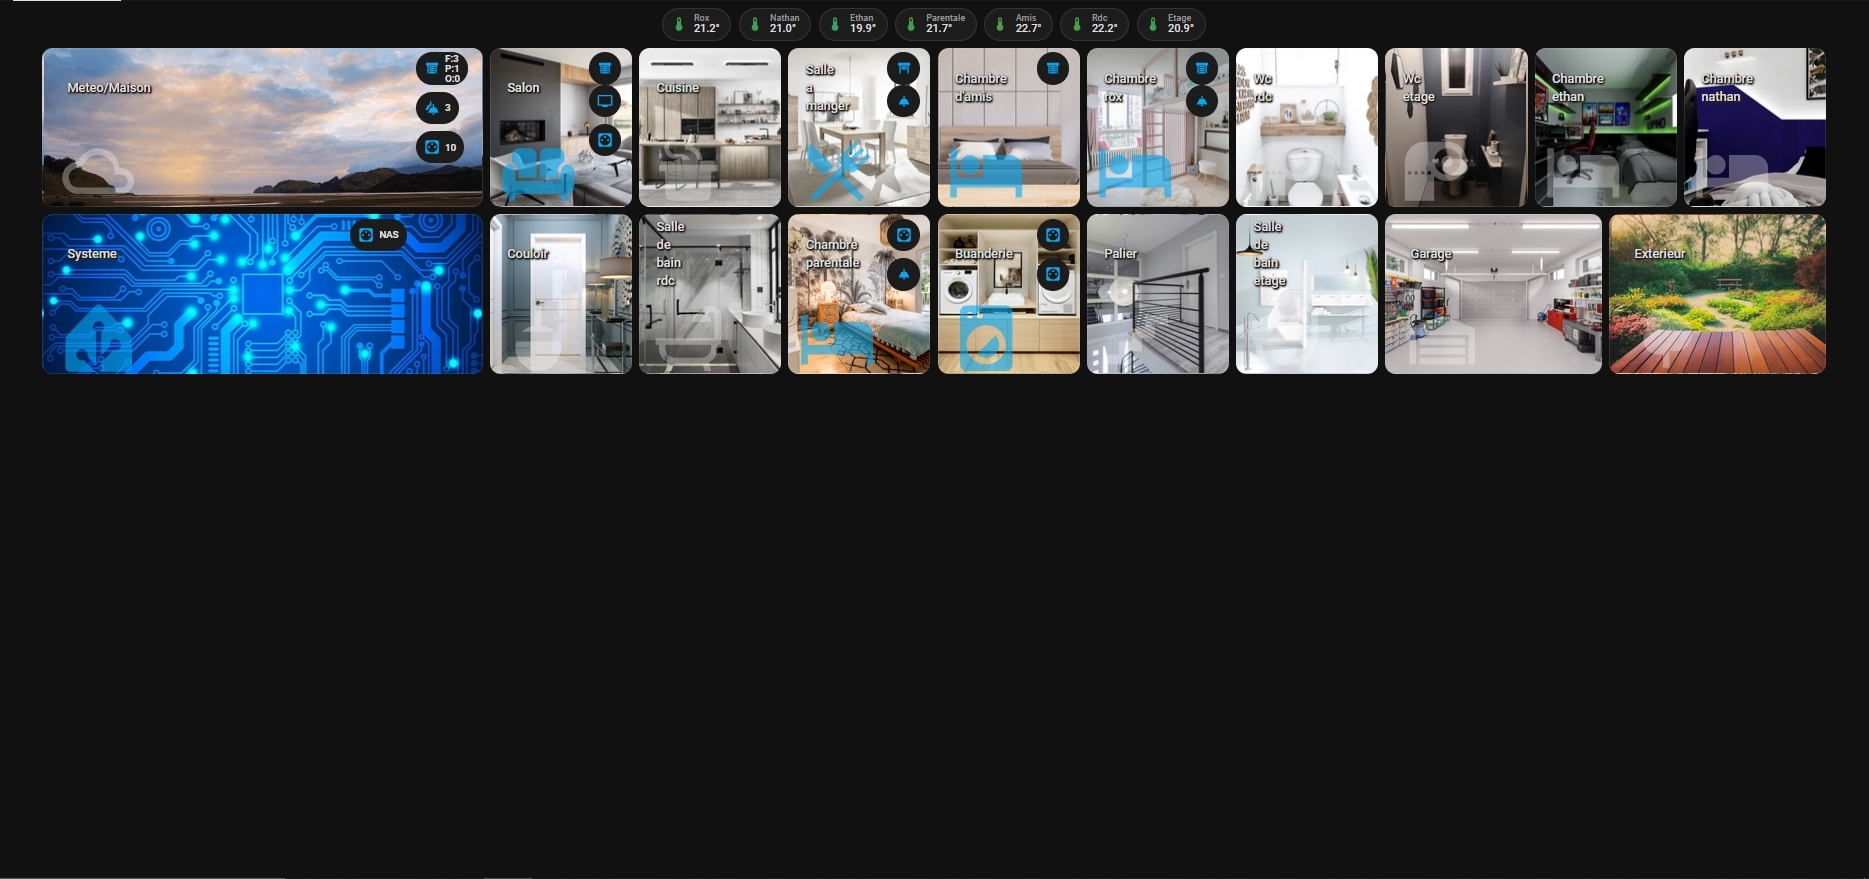 Rox
21.2°
Nathan
21.0°
Ethan
19.9°
Parentale
21.7°
Amis
22.7°
Rdc
22.2°
Etage
20.9°
Meteo/Maison
F:3
P:1
O:0
3
10
Salon
Cuisine
Salle
a
manger
Chambre
d'amis
Chambre
rox
Wc
rdc
Wc
etage
Chambre
ethan
Chambre
nathan
Systeme
NAS
Couloir
Salle
de
bain
rdc
Chambre
parentale
Buanderie
Palier
Salle
de
bain
etage
Garage
Exterieur